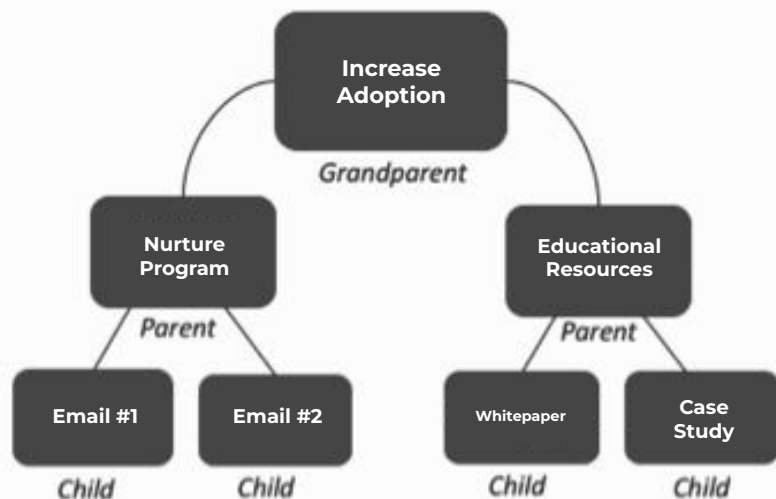 Increase
Adoption
Grandparent
Nurture
Program
Educational
Resources
Parent
Parent
Email #1
Email #2
Whitepaper
Case
Study
Child
Child
Child
Child